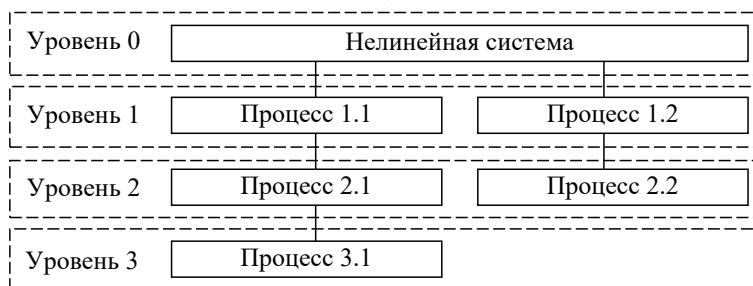 Уровень 0 Нелинейная система
Уровень 1 Процесс 1.1 Процесс 1.2
Уровень 2 Процесс 2.1 Процесс 2.2
Уровень 3 Процесс 3.1